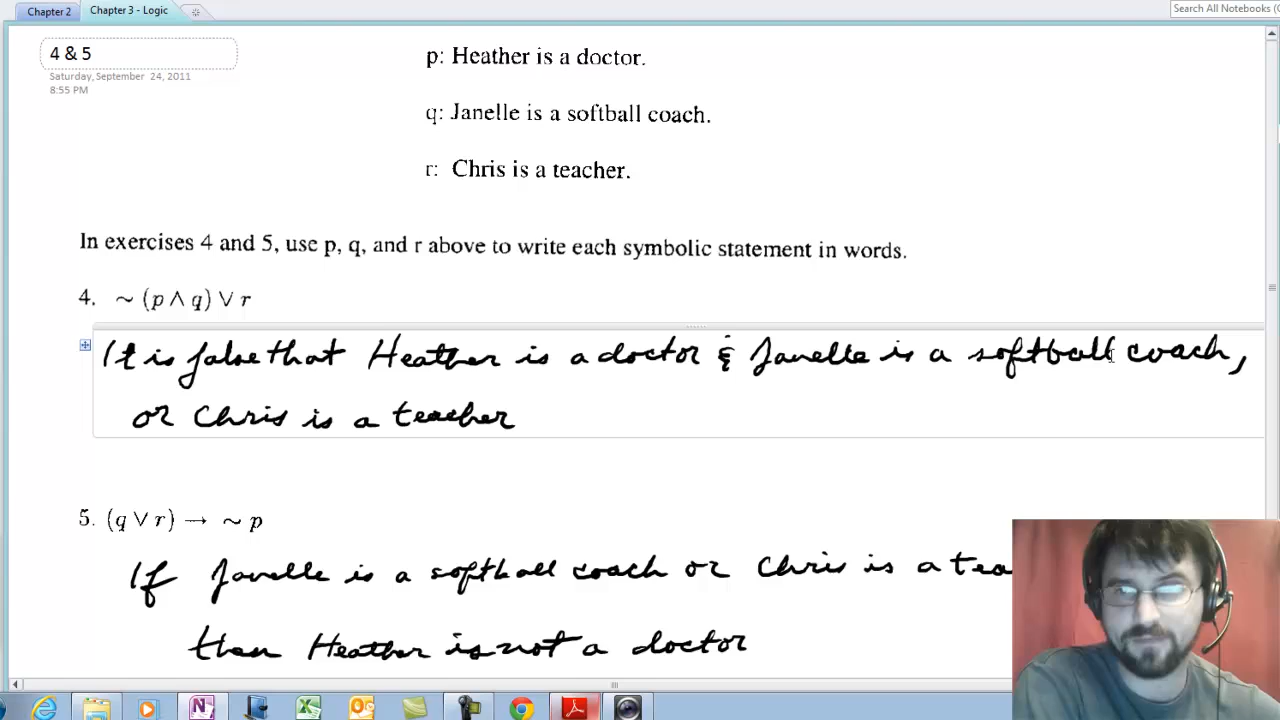 Chapter 2
Chapter 3 - Logic
Search All Notebooks (C
4 & 5
Saturday, September 24, 2011
8:55 PM
p: Heather is a doctor.
q: Janelle is a softball coach.
r: Chris is a teacher.
In exercises 4 and 5, use p, q, and r above to write each symbolic statement in words.
4. ~ (p ∧ q) ∨ r
It is false that Heather is a doctor & Janelle is a softball coach,
or Chris is a teacher
5. (q ∨ r) → ~ p
If Janelle is a softball coach or Chris is a tea
then Heather is not a doctor